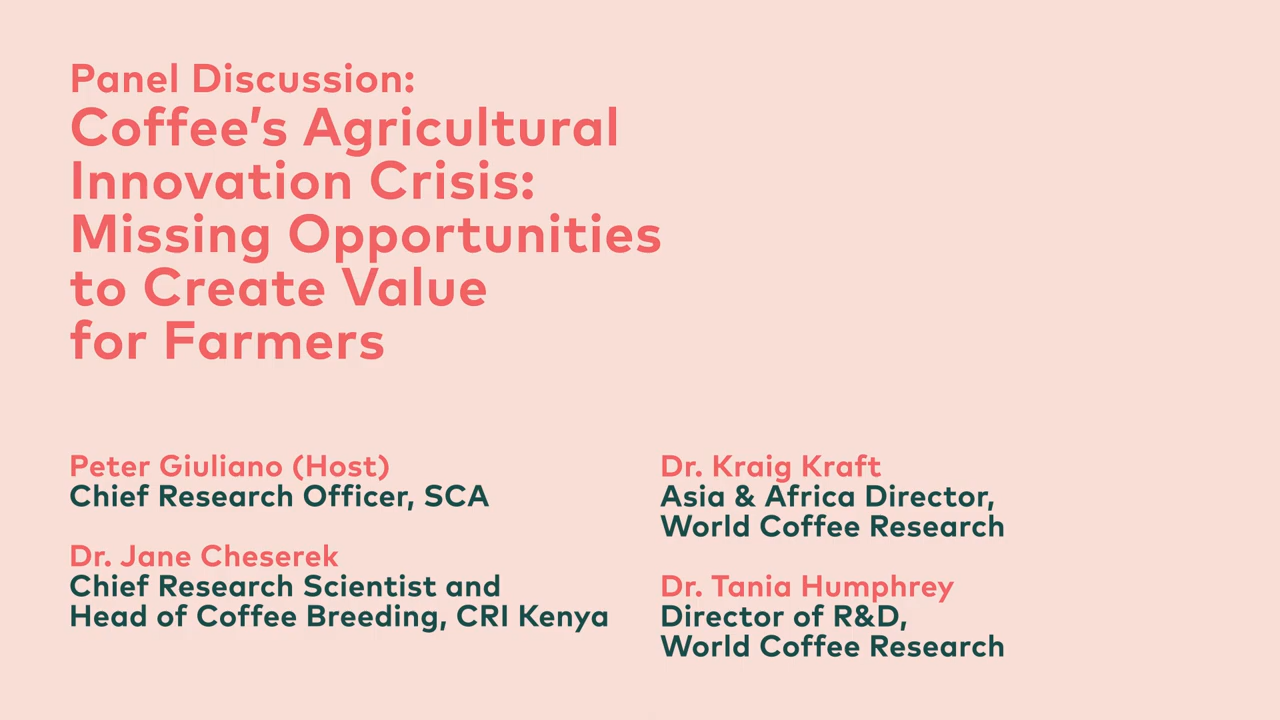 Panel Discussion:
Coffee’s Agricultural
Innovation Crisis:
Missing Opportunities
to Create Value
for Farmers
Peter Giuliano (Host)
Chief Research Officer, SCA
Dr. Jane Cheserek
Chief Research Scientist and
Head of Coffee Breeding, CRI Kenya
Dr. Kraig Kraft
Asia & Africa Director,
World Coffee Research
Dr. Tania Humphrey
Director of R&D,
World Coffee Research